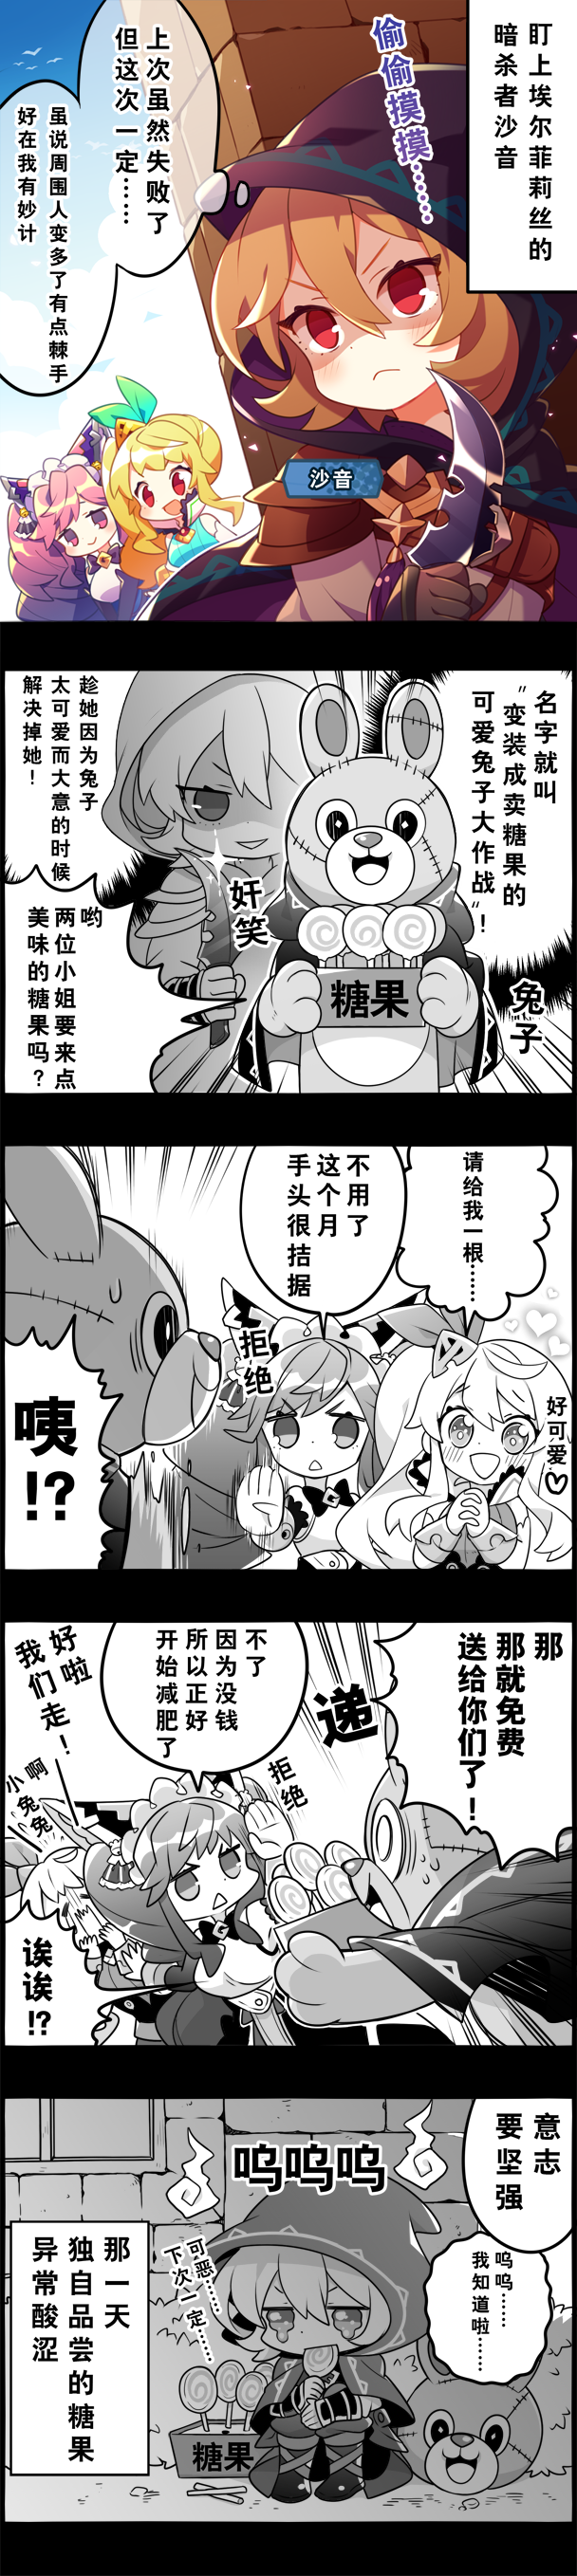 盯上埃尔菲莉丝的
暗杀者沙音
偷偷摸摸……
上次虽然失败了
但这次一定……
虽说周围人变多了有点棘手
好在我有妙计
沙音
名字就叫
“变装成卖糖果的
可爱兔子大作战”！
兔子
糖果
奸笑
趁她因为兔子
太可爱而大意的时候
解决掉她！
哟
两位小姐要来点
美味的糖果吗？
请给我一根……
好可爱
不用了
这个月
手头很拮据
拒绝
咦
!?
那
那就免费
送给你们了！
递
不了
因为没钱
所以正好
开始减肥了
拒绝
好啦
我们走！
啊
小兔兔
诶诶!?
意志
要坚强
呜呜……
我知道啦……
呜呜呜
可恶……
下次一定……
糖果
那一天
独自品尝的糖果
异常酸涩